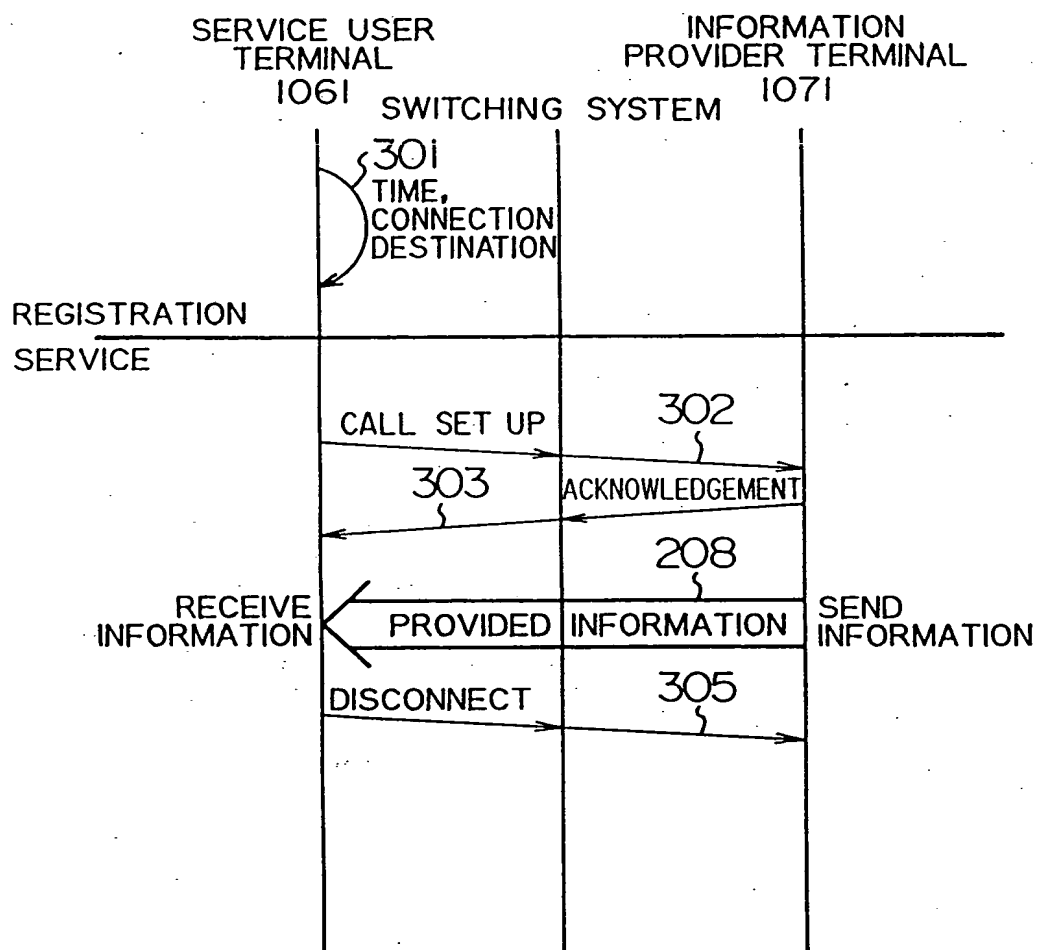 SERVICE USER
TERMINAL
1061
SWITCHING SYSTEM
INFORMATION
PROVIDER TERMINAL
1071
301
TIME,
CONNECTION
DESTINATION
REGISTRATION
SERVICE
CALL SET UP
302
303
ACKNOWLEDGEMENT
208
RECEIVE
INFORMATION
PROVIDED INFORMATION
SEND
INFORMATION
DISCONNECT
305